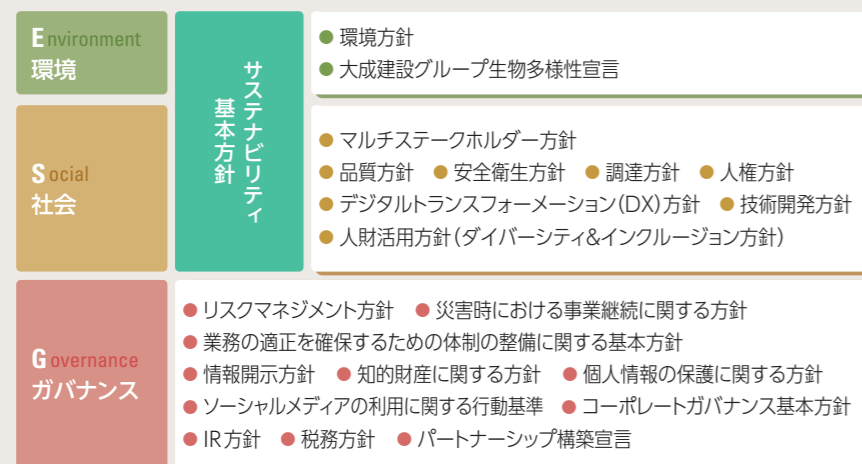 Environment
環境
サステナビリティ
基本方針
● 環境方針
● 大成建設グループ生物多様性宣言
Social
社会
● マルチステークホルダー方針
● 品質方針 ● 安全衛生方針 ● 調達方針 ● 人権方針
● デジタルトランスフォーメーション(DX)方針 ● 技術開発方針
● 人財活用方針(ダイバーシティ&インクルージョン方針)
Governance
ガバナンス
● リスクマネジメント方針 ● 災害時における事業継続に関する方針
● 業務の適正を確保するための体制の整備に関する基本方針
● 情報開示方針 ● 知的財産に関する方針 ● 個人情報の保護に関する方針
● ソーシャルメディアの利用に関する行動基準 ● コーポレートガバナンス基本方針
● IR方針 ● 税務方針 ● パートナーシップ構築宣言